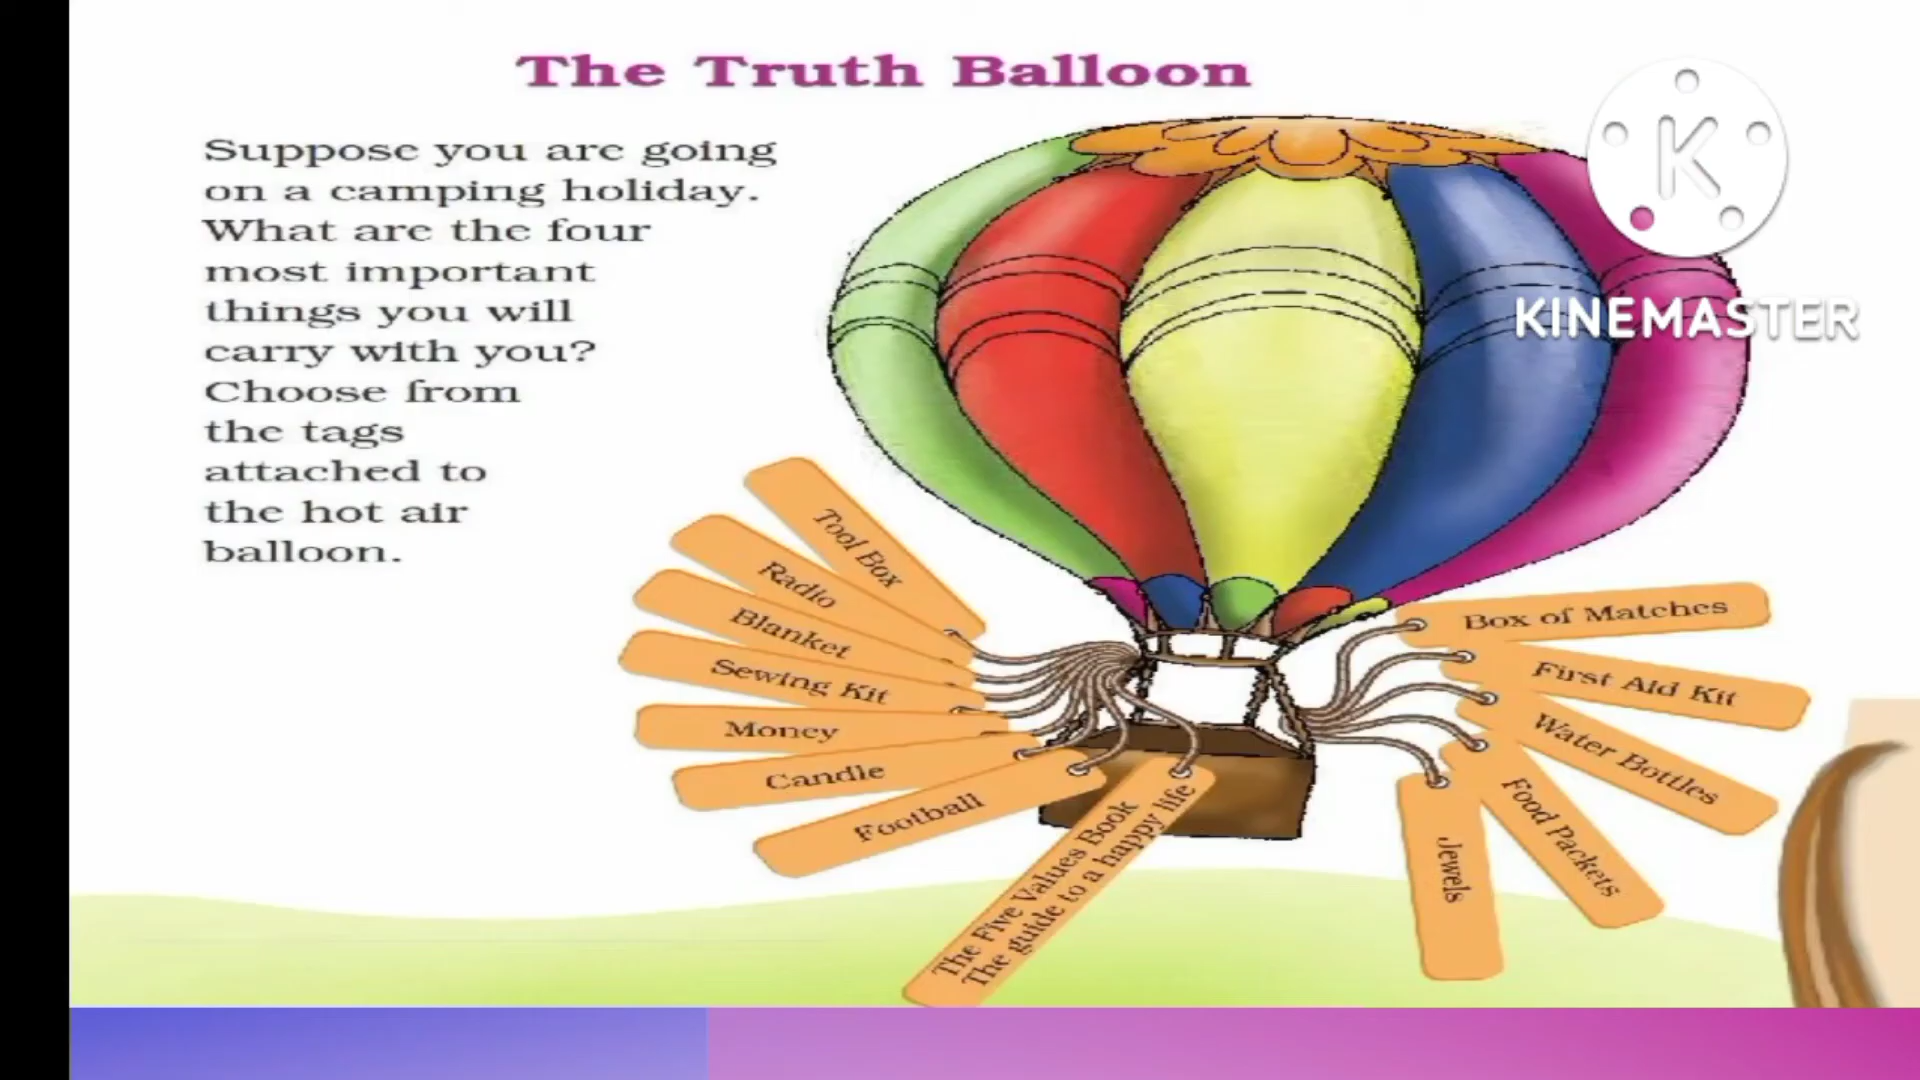 The Truth Balloon
Suppose you are going
on a camping holiday.
What are the four
most important
things you will
carry with you?
Choose from
the tags
attached to
the hot air
balloon.
K
KINEMASTER
Tool Box
Radio
Blanket
Sewing Kit
Money
Candle
Football
The Five Values Book
The guide to a happy life
Box of Matches
First Aid Kit
Water Bottles
Food Packets
Jewels